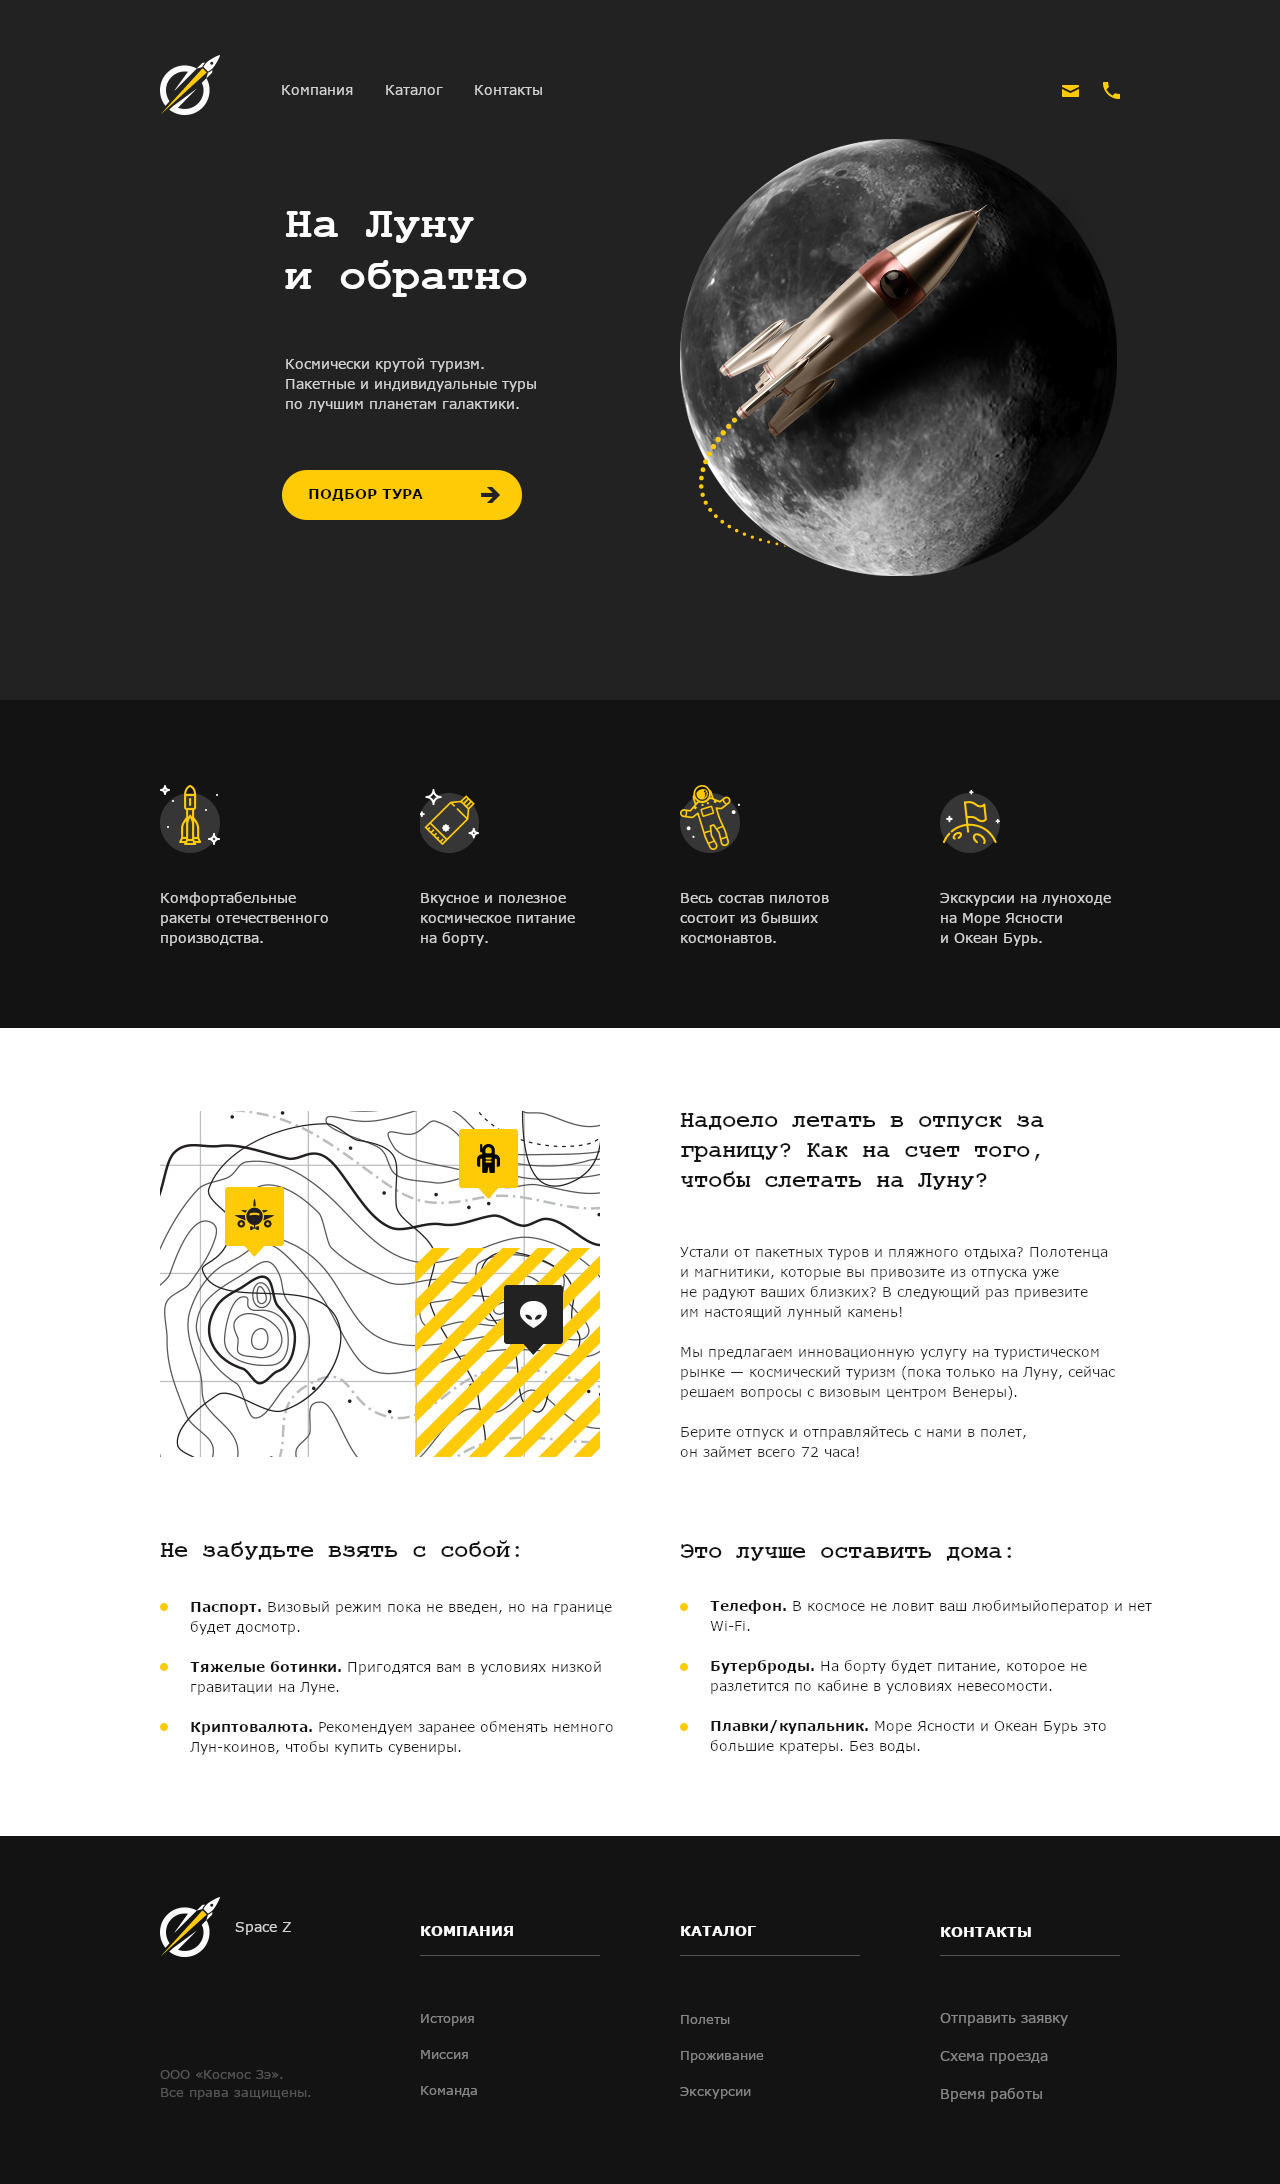 Компания
Каталог
Контакты
На Луну
и обратно
Космически крутой туризм.
Пакетные и индивидуальные туры
по лучшим планетам галактики.
ПОДБОР ТУРА
Комфортабельные
ракеты отечественного
производства.
Вкусное и полезное
космическое питание
на борту.
Весь состав пилотов
состоит из бывших
космонавтов.
Экскурсии на луноходе
на Море Ясности
и Океан Бурь.
Надоело летать в отпуск за
границу? Как на счет того,
чтобы слетать на Луну?
Устали от пакетных туров и пляжного отдыха? Полотенца
и магнитики, которые вы привозите из отпуска уже
не радуют ваших близких? В следующий раз привезите
им настоящий лунный камень!
Мы предлагаем инновационную услугу на туристическом
рынке — космический туризм (пока только на Луну, сейчас
решаем вопросы с визовым центром Венеры).
Берите отпуск и отправляйтесь с нами в полет,
он займет всего 72 часа!
Не забудьте взять с собой:
Паспорт. Визовый режим пока не введен, но на границе
будет досмотр.
Тяжелые ботинки. Пригодятся вам в условиях низкой
гравитации на Луне.
Криптовалюта. Рекомендуем заранее обменять немного
Лун-коинов, чтобы купить сувениры.
Это лучше оставить дома:
Телефон. В космосе не ловит ваш любимыйоператор и нет
Wi-Fi.
Бутерброды. На борту будет питание, которое не
разлетится по кабине в условиях невесомости.
Плавки/купальник. Море Ясности и Океан Бурь это
большие кратеры. Без воды.
Space Z
ООО «Космос Зэ».
Все права защищены.
КОМПАНИЯ
История
Миссия
Команда
КАТАЛОГ
Полеты
Проживание
Экскурсии
КОНТАКТЫ
Отправить заявку
Схема проезда
Время работы